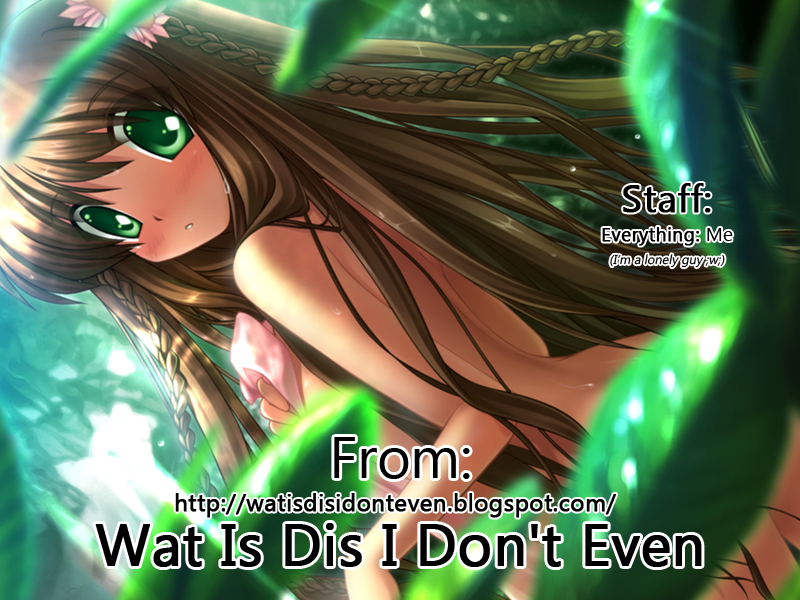 Staff:
Everything: Me
(I'm a lonely guy ;w;)
From:
http://watisdisidonteven.blogspot.com/
Wat Is Dis I Don't Even